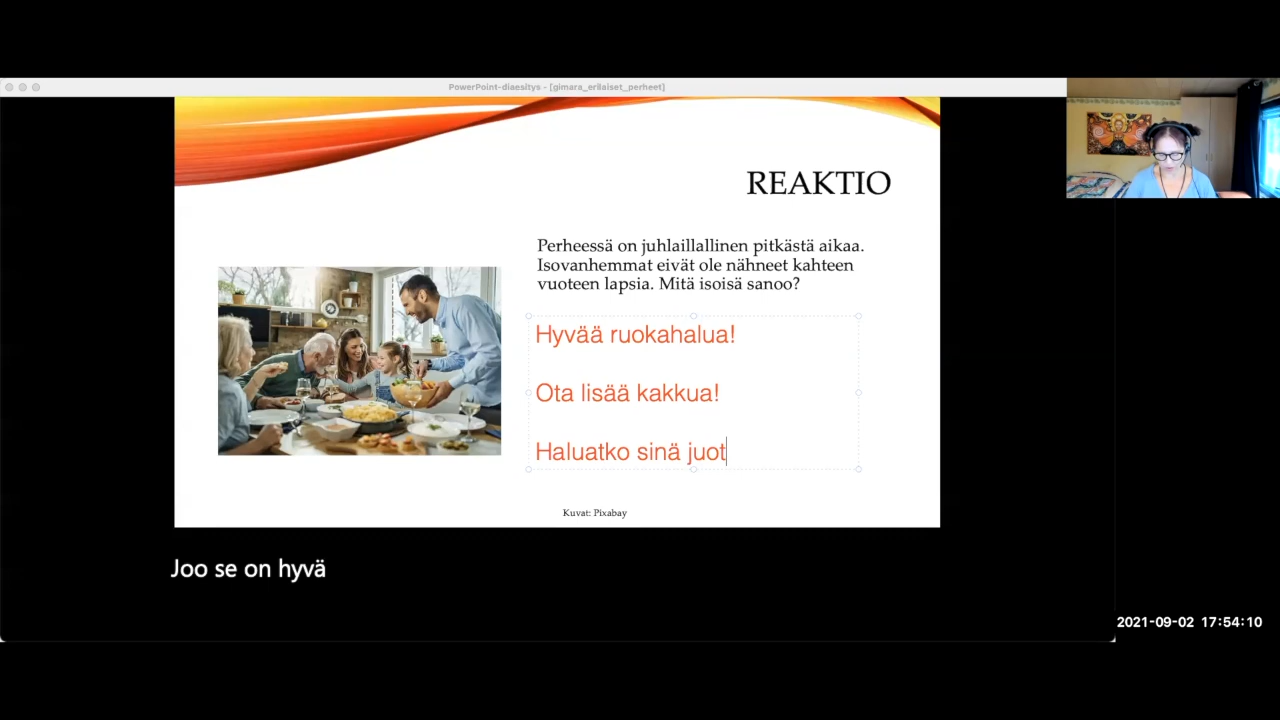 PowerPoint-diaesitys - [gimara_erilaiset_perheet]
REAKTIO
Perheessä on juhlaillallinen pitkästä aikaa.
Isovanhemmat eivät ole nähneet kahteen
vuoteen lapsia. Mitä isoisä sanoo?
Hyvää ruokahalua!
Ota lisää kakkua!
Haluatko sinä juot
Kuvat: Pixabay
Joo se on hyvä
2021-09-02 17:54:10